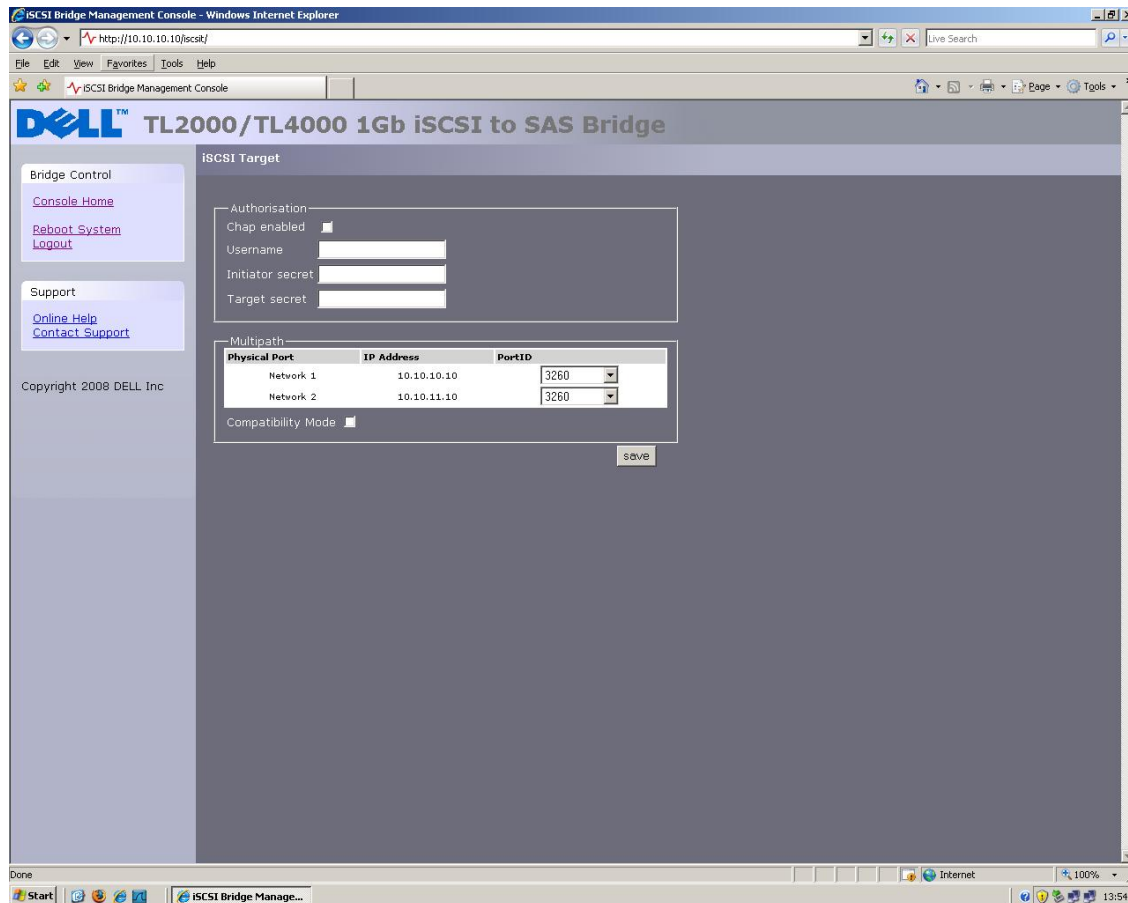 iSCSI Bridge Management Console - Windows Internet Explorer
http://10.10.10.10/iscsit/
Live Search
File Edit View Favorites Tools Help
iSCSI Bridge Management Console
Page Tools
DELL™ TL2000/TL4000 1Gb iSCSI to SAS Bridge
iSCSI Target
Bridge Control
Console Home
Reboot System
Logout
Support
Online Help
Contact Support
Copyright 2008 DELL Inc
Authorisation
Chap enabled
Username
Initiator secret
Target secret
Multipath
Physical Port IP Address PortID
Network 1 10.10.10.10 3260
Network 2 10.10.11.10 3260
Compatibility Mode
save
Done
Internet
100%
Start
iSCSI Bridge Manage...
13:54